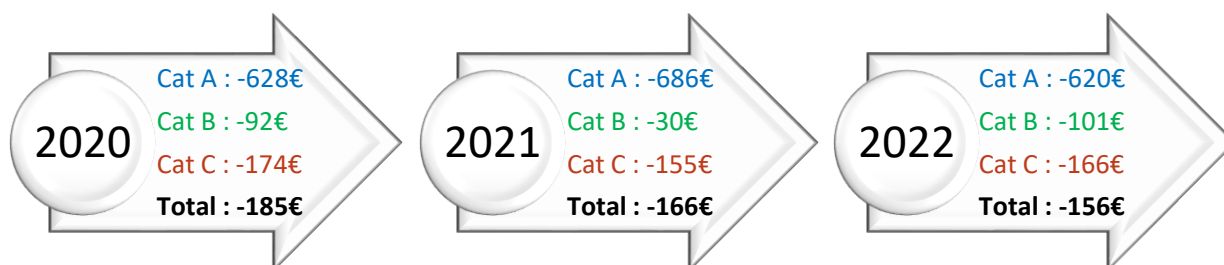 2020
Cat A : -628€
Cat B : -92€
Cat C : -174€
Total : -185€
2021
Cat A : -686€
Cat B : -30€
Cat C : -155€
Total : -166€
2022
Cat A : -620€
Cat B : -101€
Cat C : -166€
Total : -156€